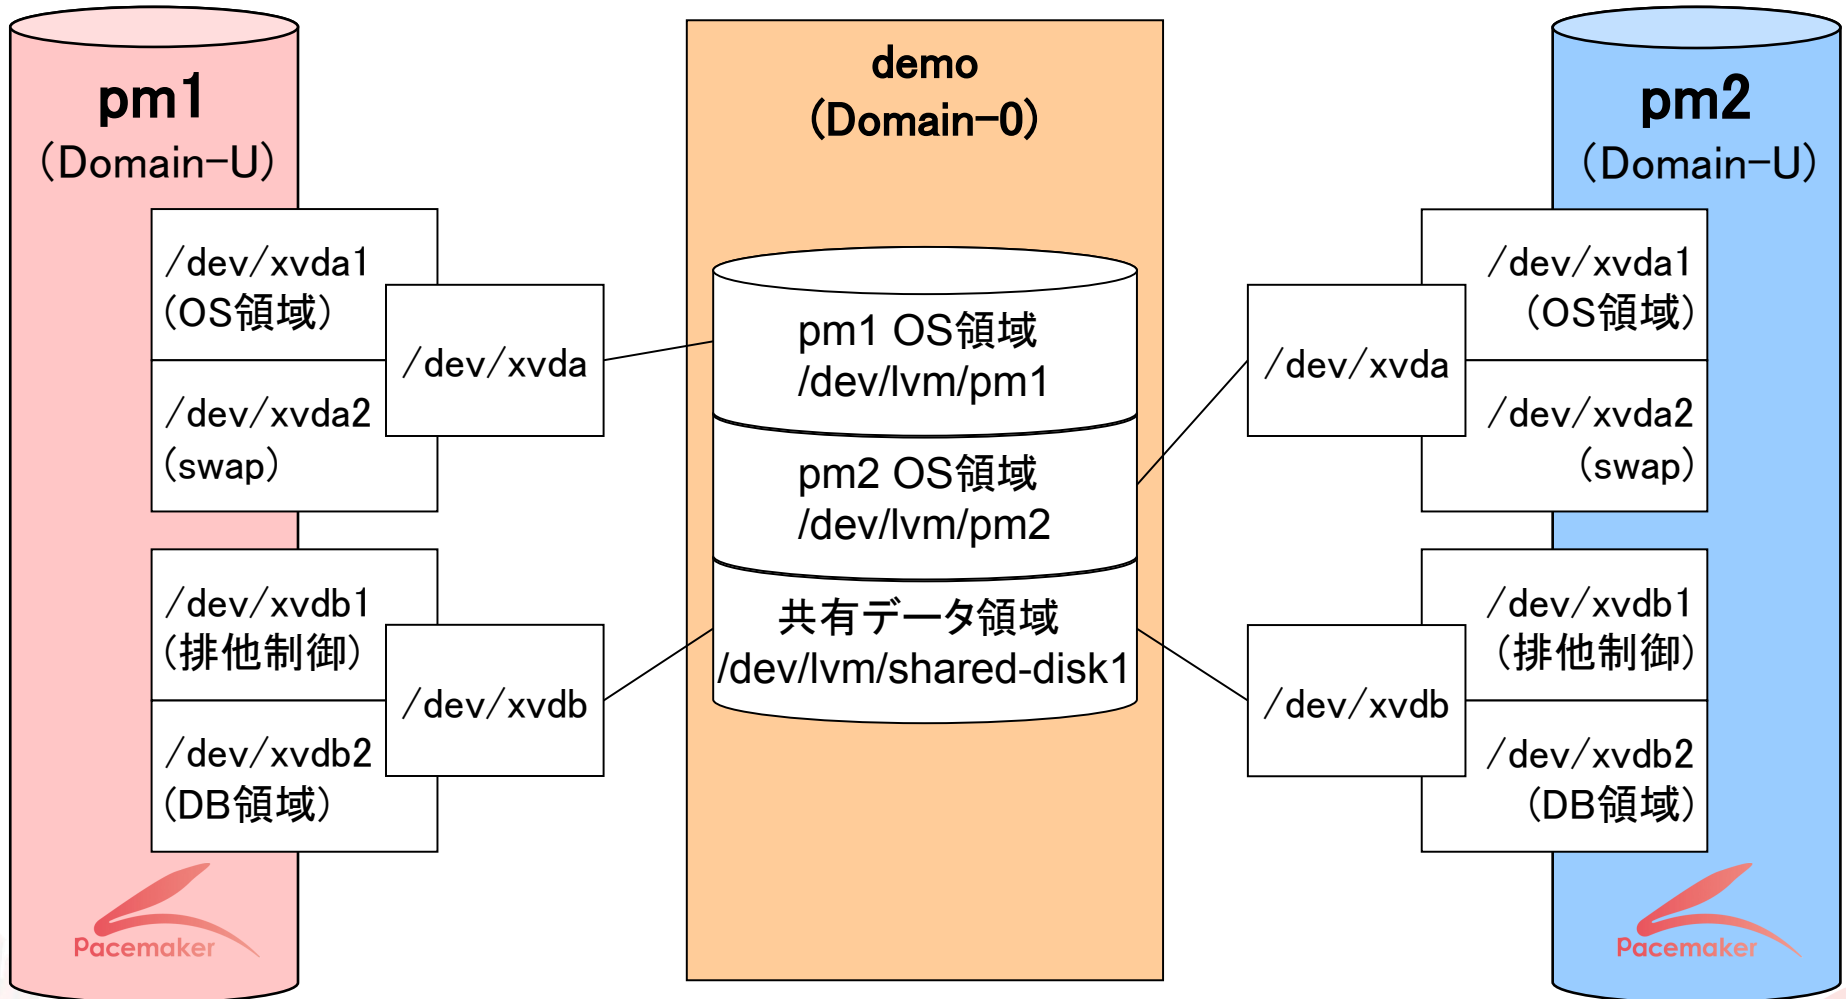 pm1
(Domain-U)
/dev/xvda1
(OS領域)
/dev/xvda2
(swap)
/dev/xvda
/dev/xvdb1
(排他制御)
/dev/xvdb2
(DB領域)
/dev/xvdb
Pacemaker
demo
(Domain-0)
pm1 OS領域
/dev/lvm/pm1
pm2 OS領域
/dev/lvm/pm2
共有データ領域
/dev/lvm/shared-disk1
pm2
(Domain-U)
/dev/xvda
/dev/xvda1
(OS領域)
/dev/xvda2
(swap)
/dev/xvdb
/dev/xvdb1
(排他制御)
/dev/xvdb2
(DB領域)
Pacemaker